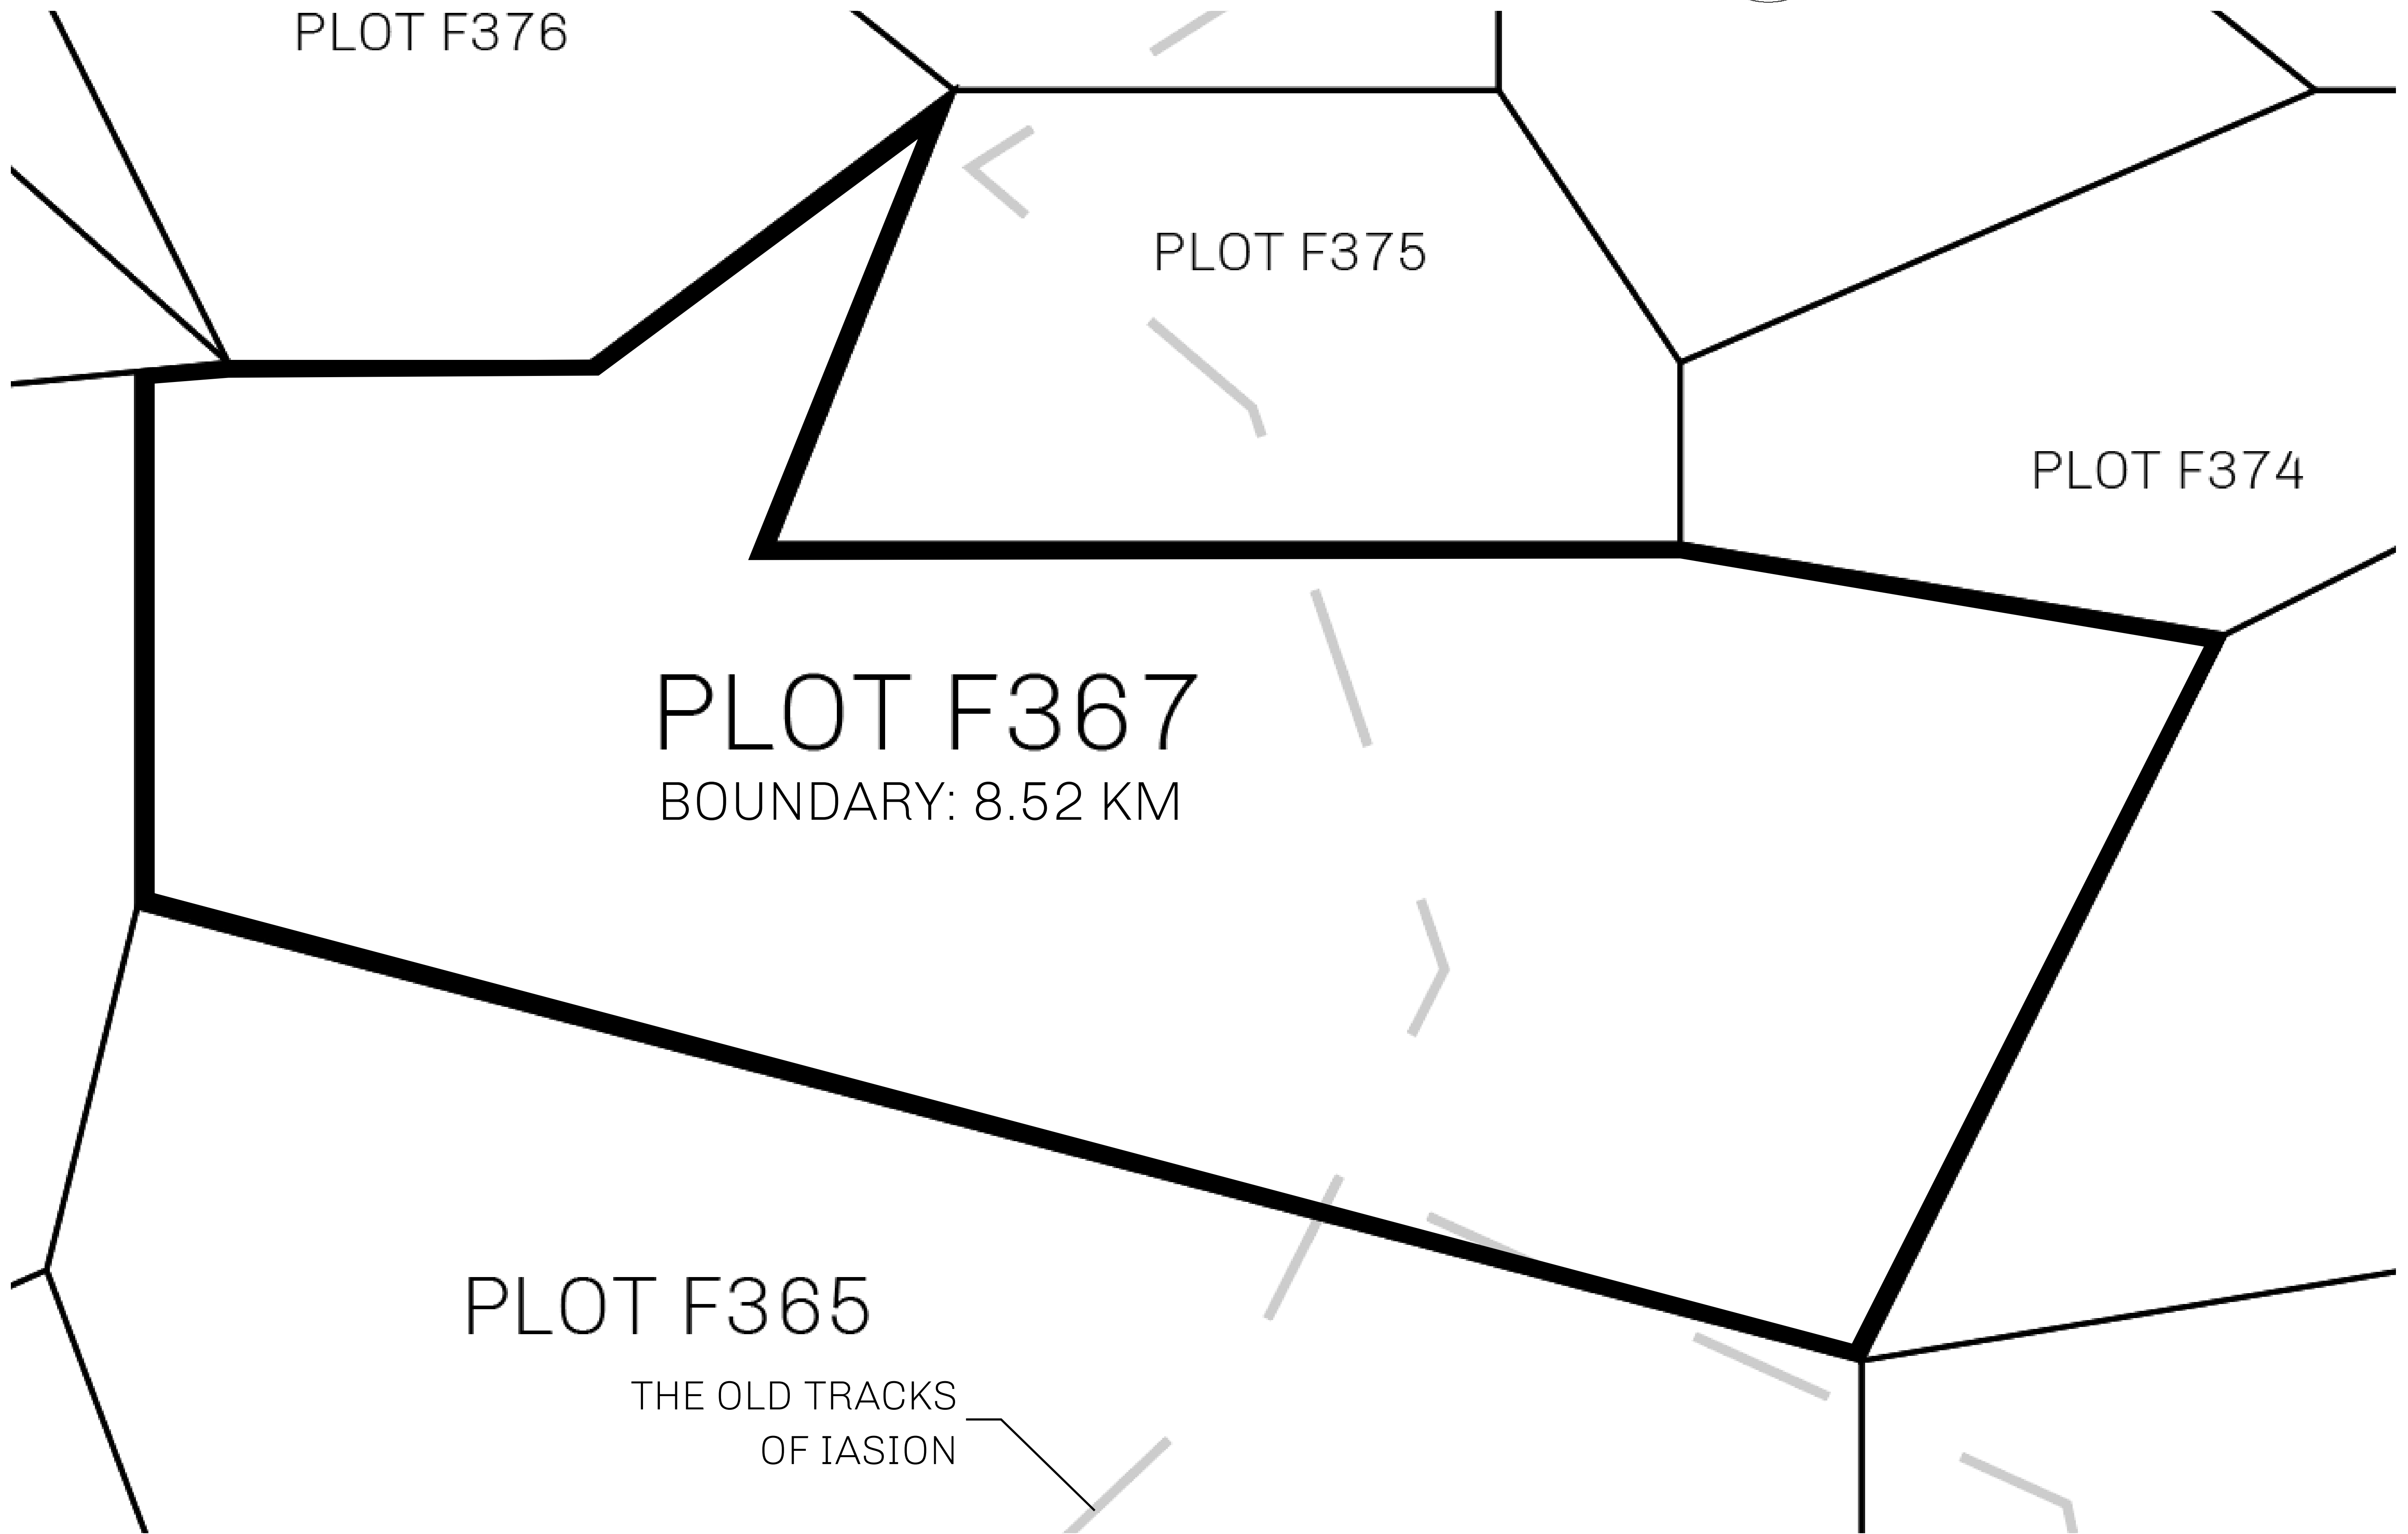 PLOT F376
PLOT F375
PLOT F374
PLOT F367
BOUNDARY: 8.52 KM
PLOT F365
THE OLD TRACKS
OF IASION